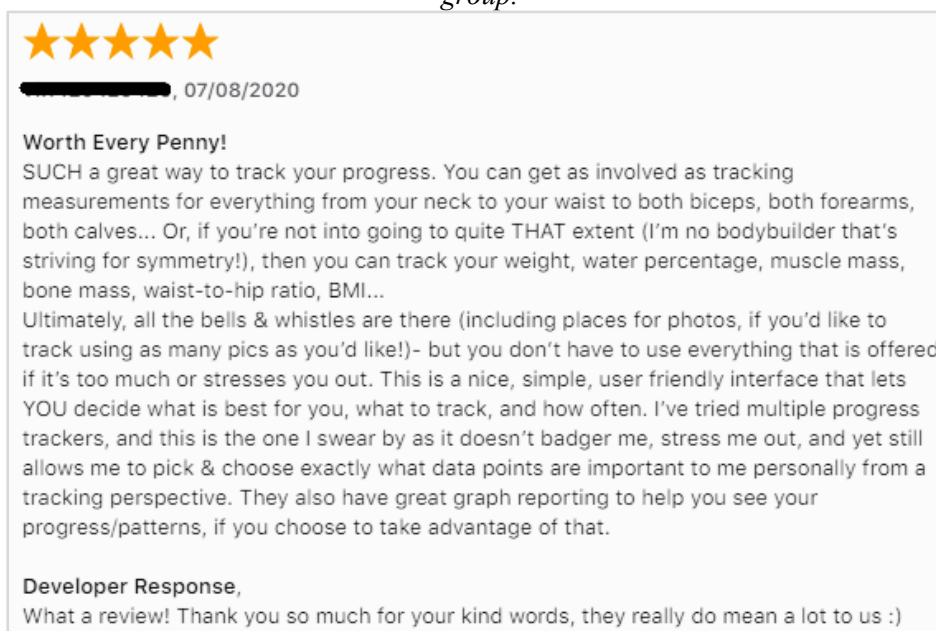 group.
, 07/08/2020
Worth Every Penny!
SUCH a great way to track your progress. You can get as involved as tracking
measurements for everything from your neck to your waist to both biceps, both forearms,
both calves... Or, if you're not into going to quite THAT extent (I'm no bodybuilder that's
striving for symmetry!), then you can track your weight, water percentage, muscle mass,
bone mass, waist-to-hip ratio, BMI...
Ultimately, all the bells & whistles are there (including places for photos, if you'd like to
track using as many pics as you'd like!)- but you don't have to use everything that is offered
if it's too much or stresses you out. This is a nice, simple, user friendly interface that lets
YOU decide what is best for you, what to track, and how often. I've tried multiple progress
trackers, and this is the one I swear by as it doesn't badger me, stress me out, and yet still
allows me to pick & choose exactly what data points are important to me personally from a
tracking perspective. They also have great graph reporting to help you see your
progress/patterns, if you choose to take advantage of that.
Developer Response,
What a review! Thank you so much for your kind words, they really do mean a lot to us :)